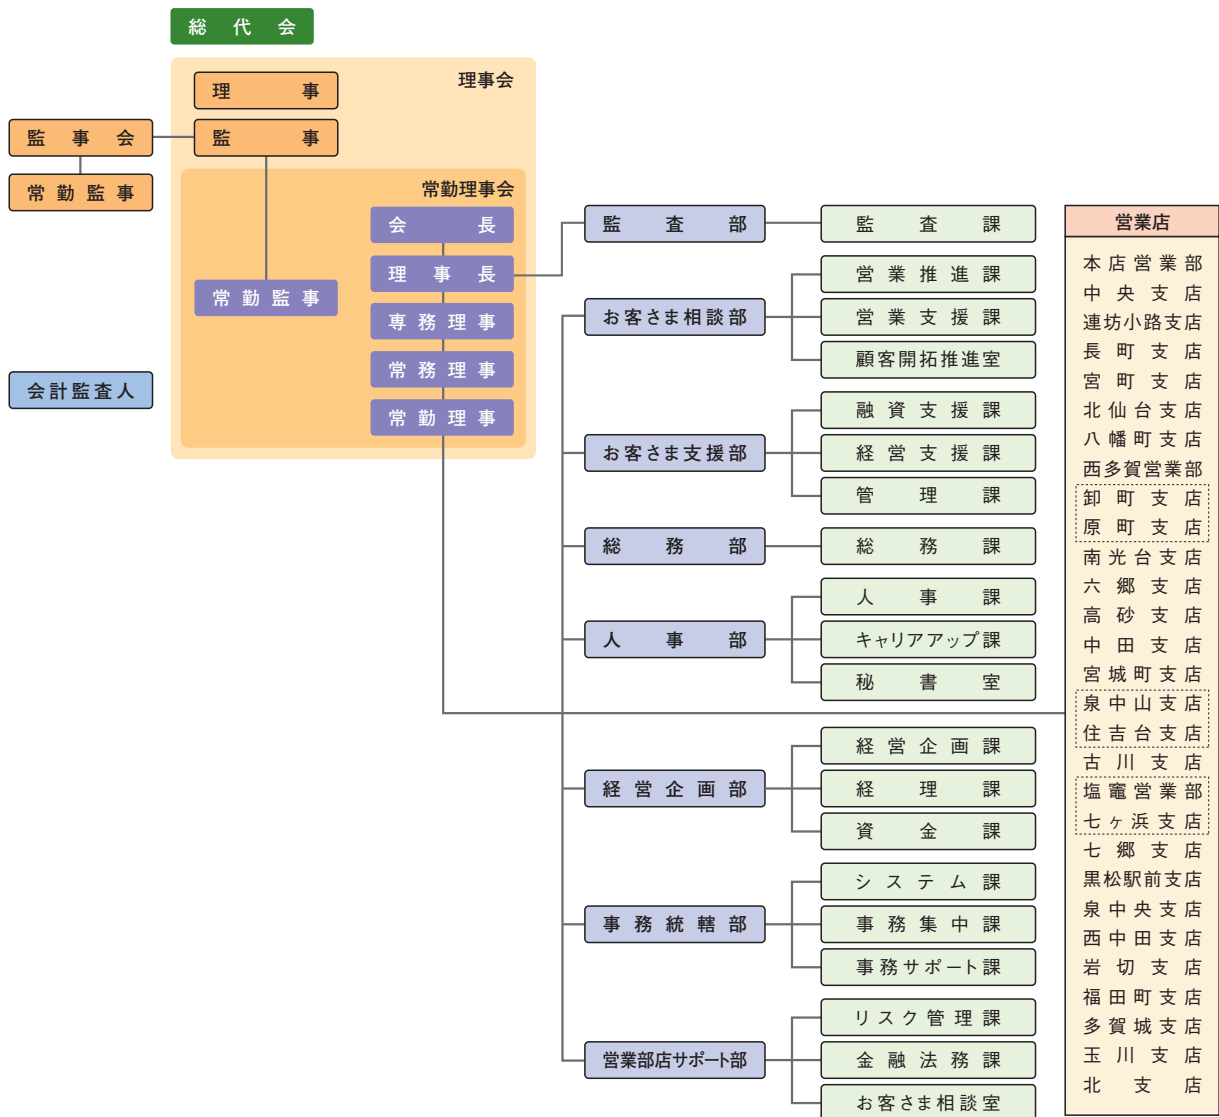 総代会
理事会
理事
監事会
監事
常勤監事
常勤理事会
会長
理事長
常勤監事
専務理事
常務理事
常勤理事
会計監査人
監査部
監査課
お客さま相談部
営業推進課
営業支援課
顧客開拓推進室
お客さま支援部
融資支援課
経営支援課
管理課
総務部
総務課
人事部
人事課
キャリアアップ課
秘書室
経営企画部
経営企画課
経理課
資金課
事務統轄部
システム課
事務集中課
事務サポート課
営業部店サポート部
リスク管理課
金融法務課
お客さま相談室
営業店
本店営業部
中央支店
連坊小路支店
長町支店
宮町支店
北仙台支店
八幡町支店
西多賀営業部
卸町支店
原町支店
南光台支店
六郷支店
高砂支店
中田支店
宮城町支店
泉中山支店
住吉台支店
古川支店
塩竈営業部
七ヶ浜支店
七郷支店
黒松駅前支店
泉中央支店
西中田支店
岩切支店
福田町支店
多賀城支店
玉川支店
北支店